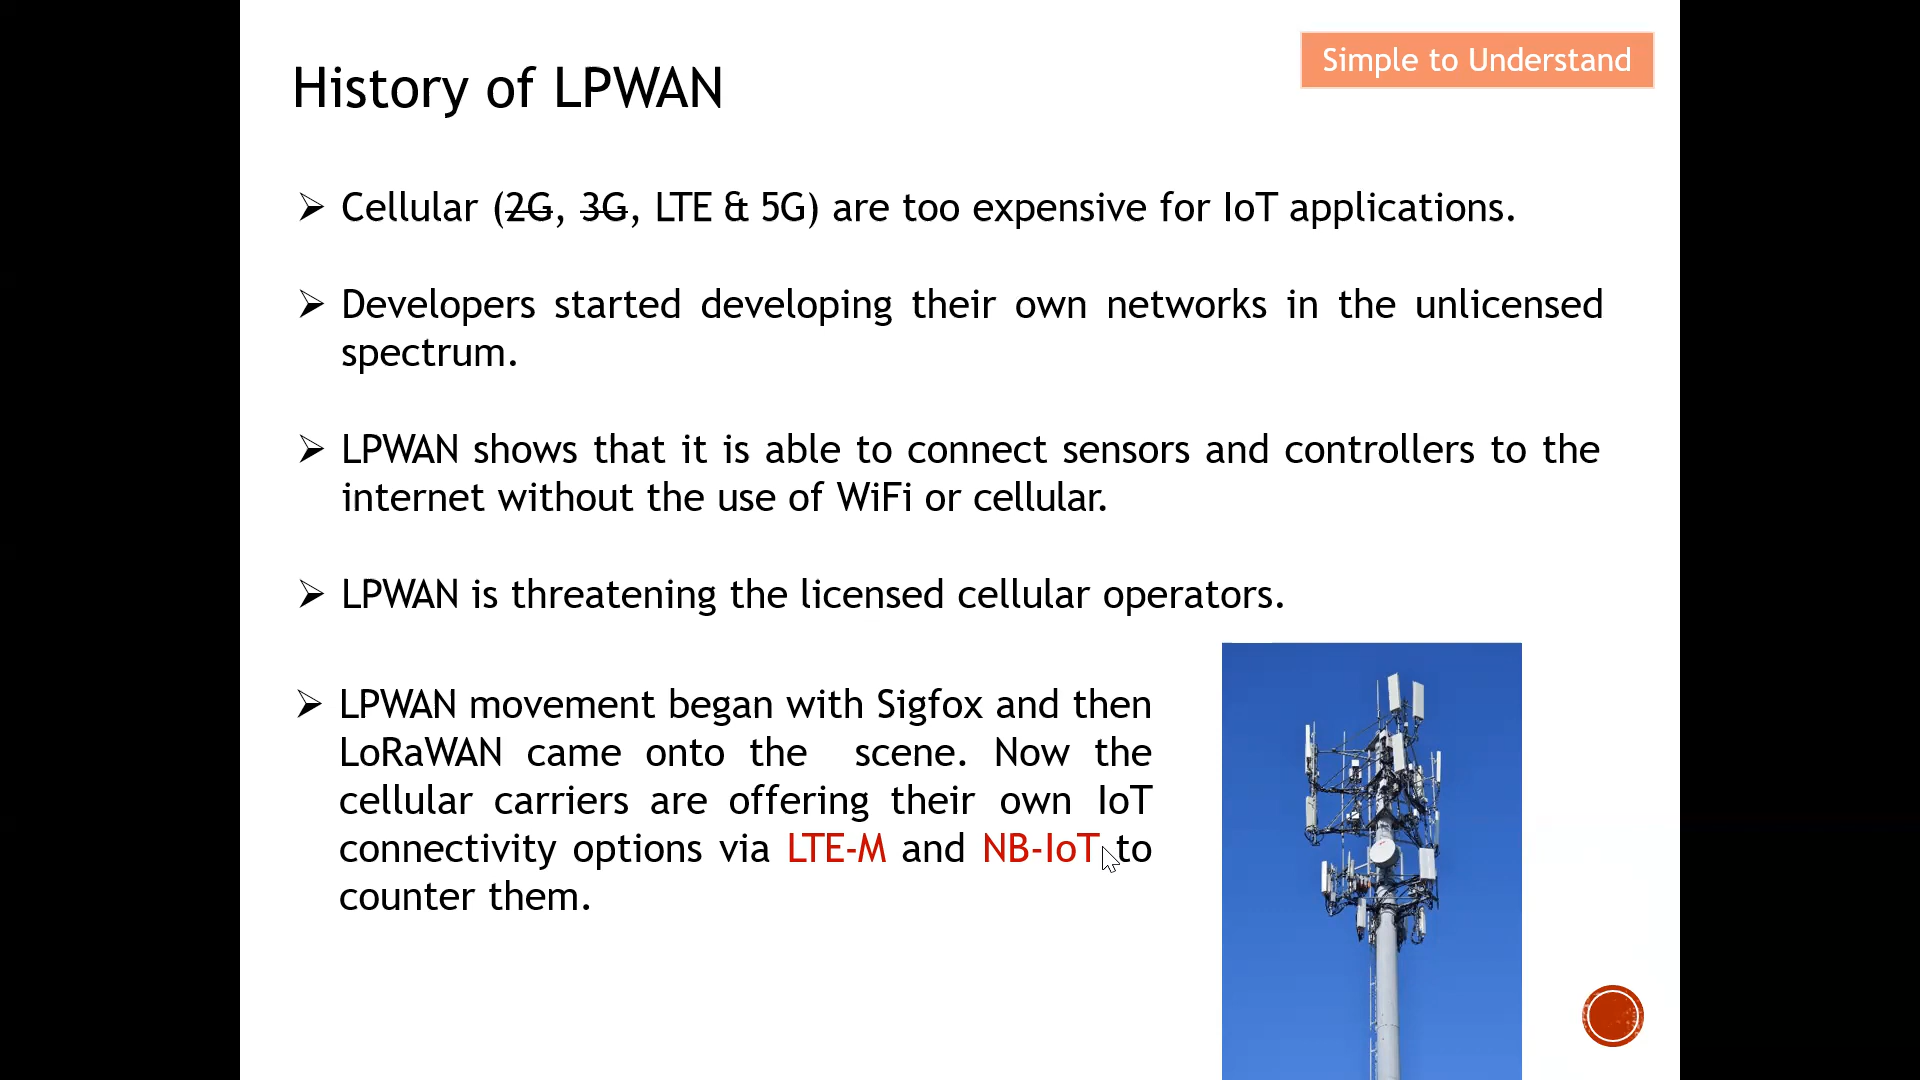 History of LPWAN
Simple to Understand
Cellular (2G, 3G, LTE & 5G) are too expensive for IoT applications.
Developers started developing their own networks in the unlicensed
spectrum.
LPWAN shows that it is able to connect sensors and controllers to the
internet without the use of WiFi or cellular.
LPWAN is threatening the licensed cellular operators.
LPWAN movement began with Sigfox and then
LoRaWAN came onto the scene. Now the
cellular carriers are offering their own IoT
connectivity options via LTE-M and NB-IoT to
counter them.